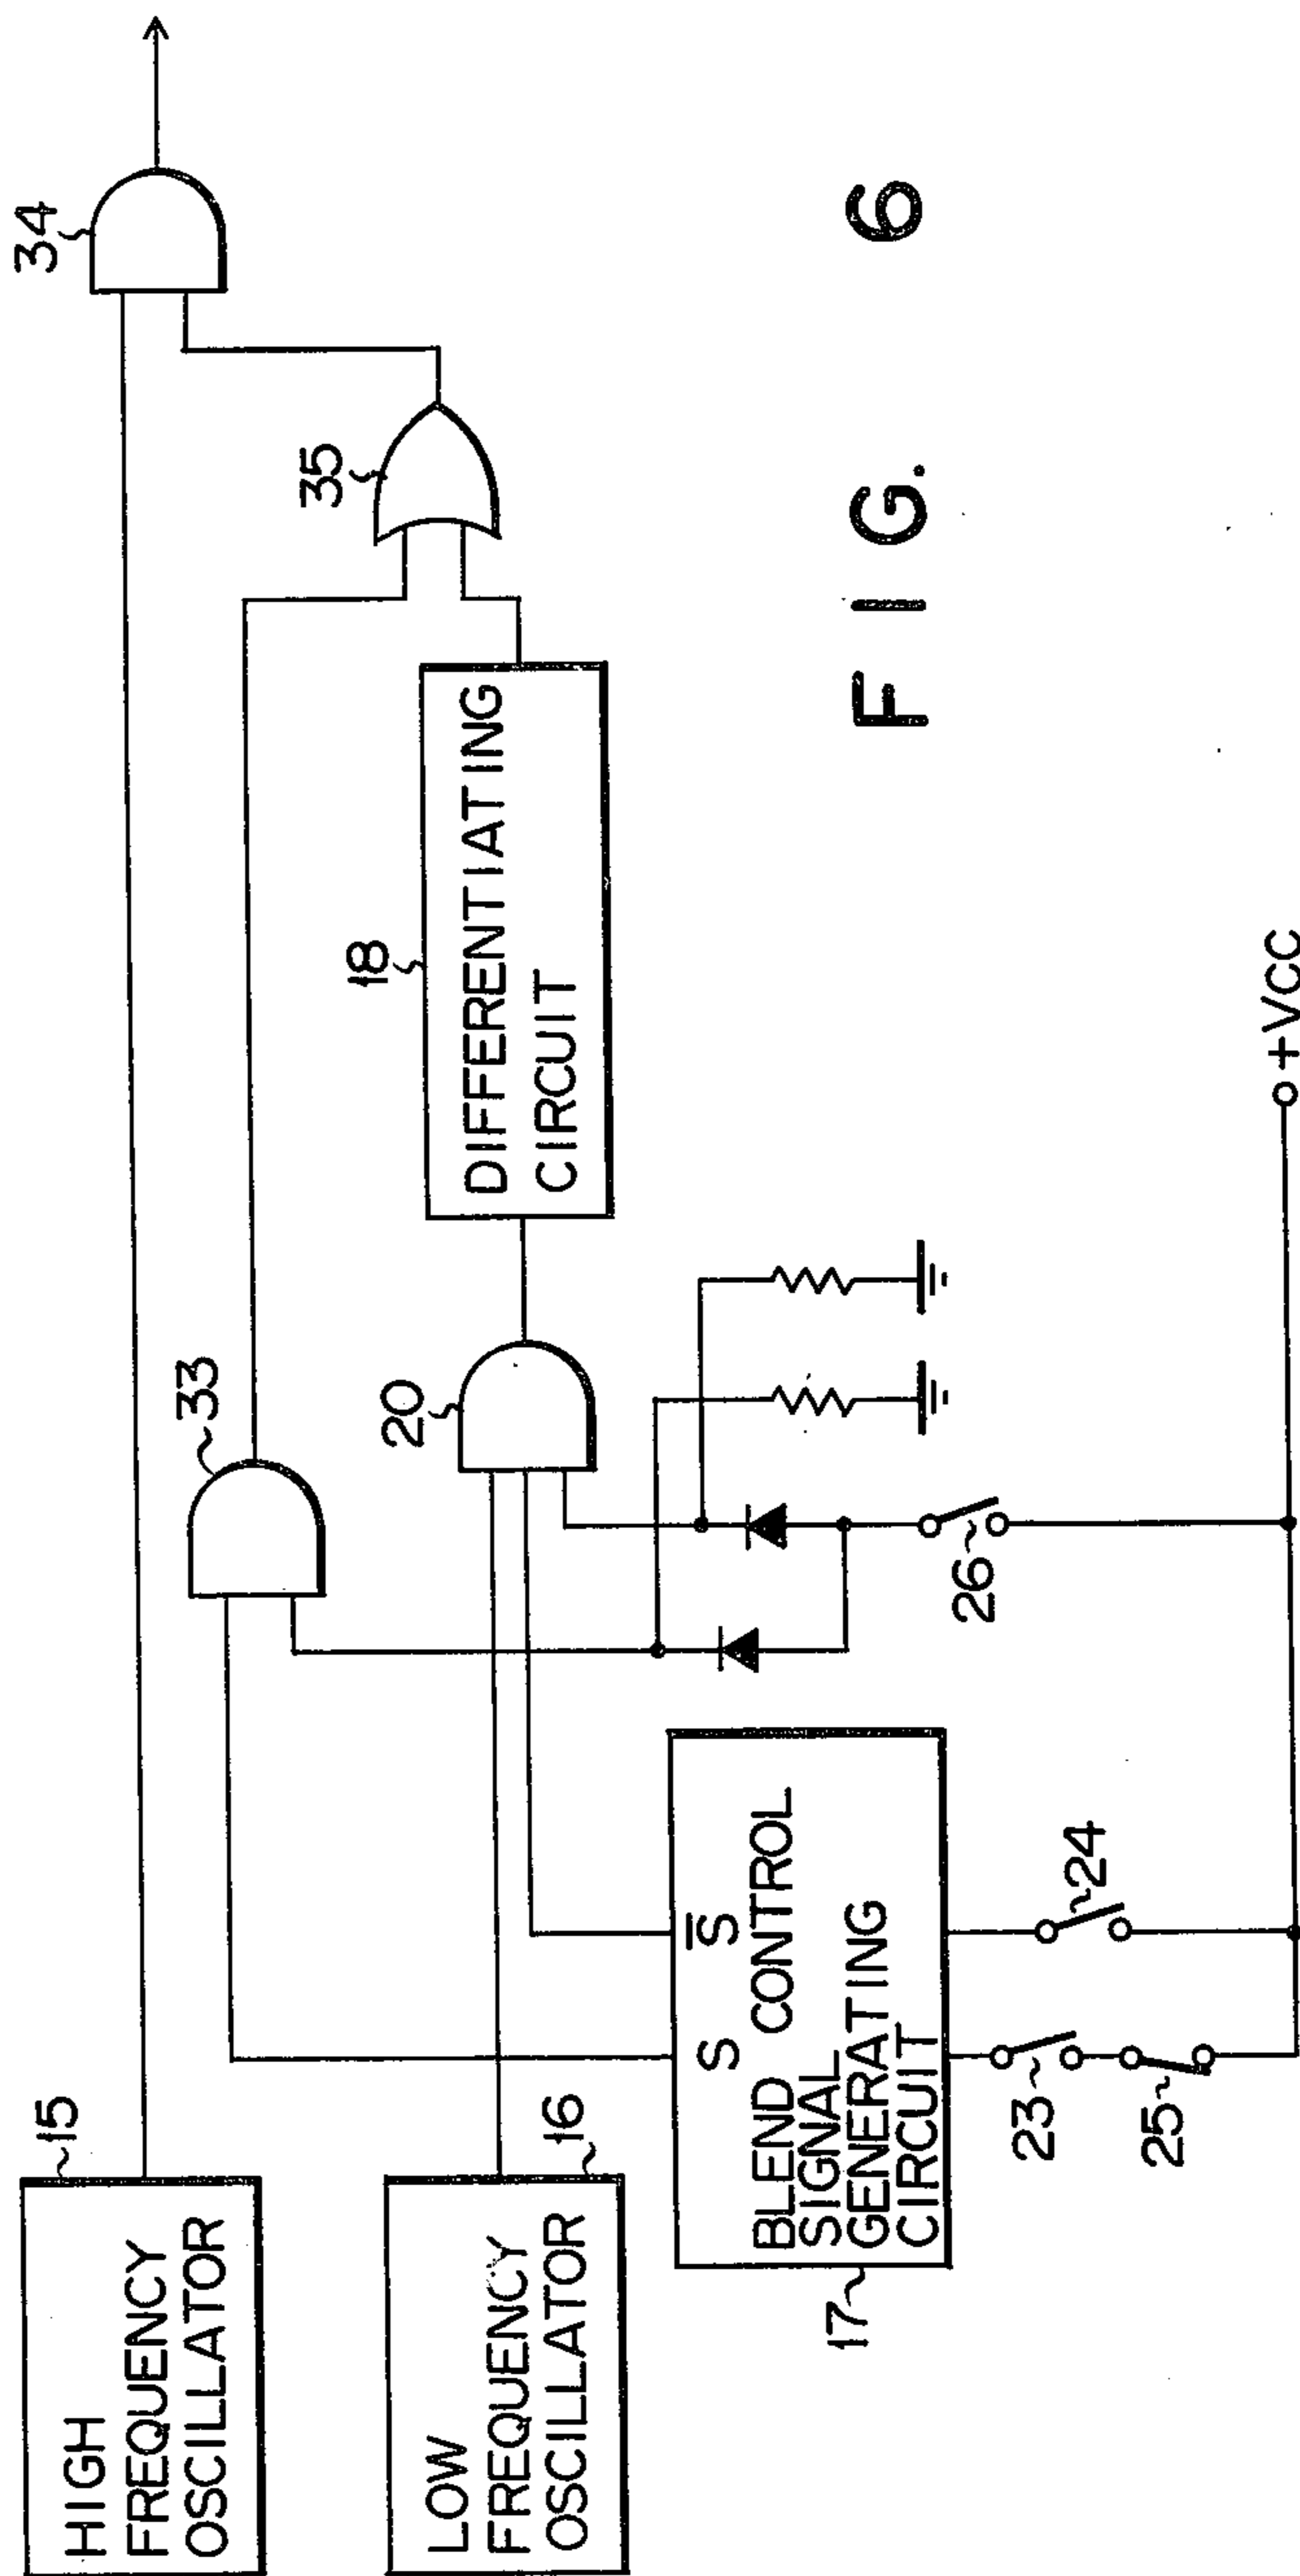 HIGH
FREQUENCY
OSCILLATOR
15
LOW
FREQUENCY
OSCILLATOR
16
S
S̅
BLEND CONTROL
SIGNAL
GENERATING
CIRCUIT
17
23
24
25
26
33
20
18
DIFFERENTIATING
CIRCUIT
35
34
+VCC
FIG. 6